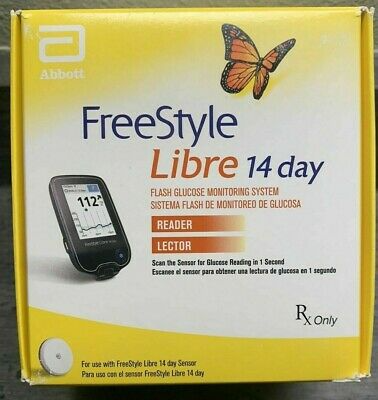 Abbott
FreeStyle
Libre 14 day
FLASH GLUCOSE MONITORING SYSTEM
SISTEMA FLASH DE MONITOREO DE GLUCOSA
READER
LECTOR
112
Scan the Sensor for Glucose Reading in 1 Second
Escanee el sensor para obtener una lectura de glucosa en 1 segundo
Rx Only
For use with FreeStyle Libre 14 day Sensor
Para uso con el sensor FreeStyle Libre 14 day